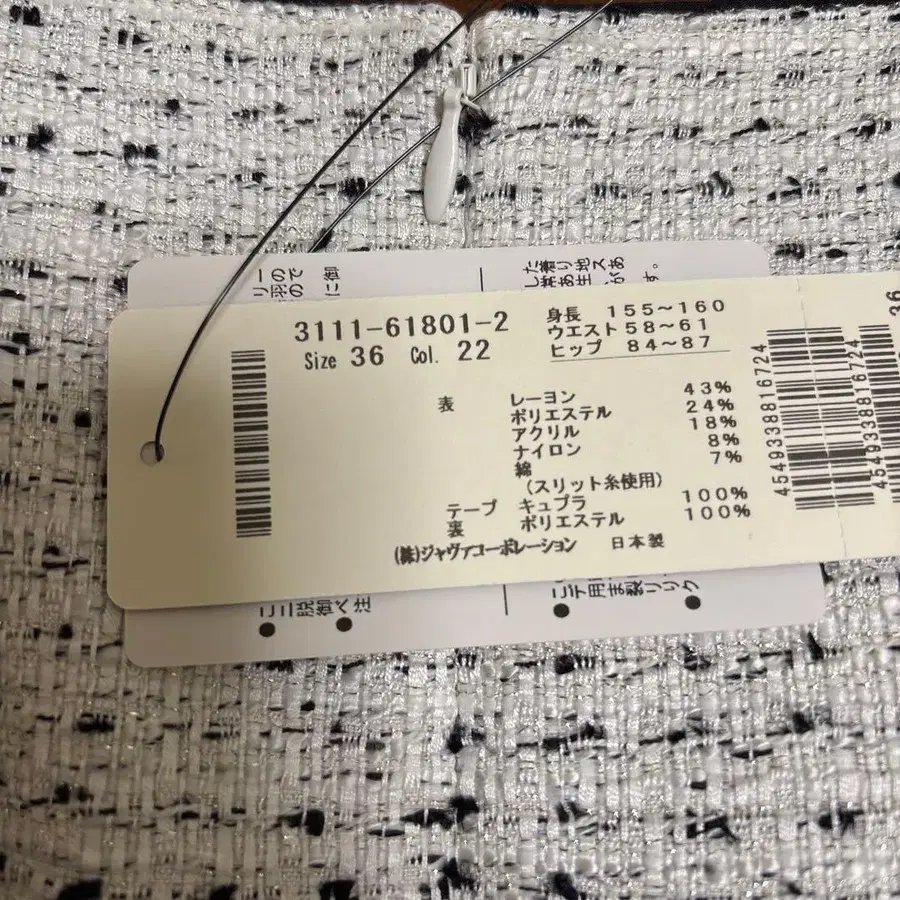 3111-61801-2
Size 36 Col. 22
身長 155～160
ウエスト 58～61
ヒップ 84～87
表 レーヨン 43%
ポリエステル 24%
アクリル 18%
ナイロン 8%
綿 7%
(スリット糸使用)
テープ キュプラ 100%
裏 ポリエステル 100%
(株)ジャヴァコーポレーション 日本製
4549338816724
4549338816724
36